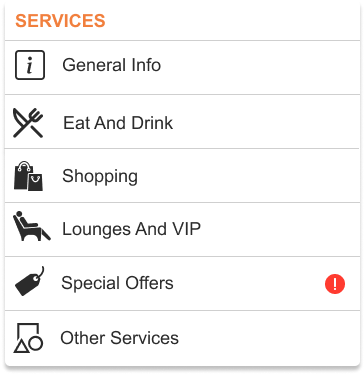 SERVICES
General Info
Eat And Drink
Shopping
Lounges And VIP
Special Offers
Other Services